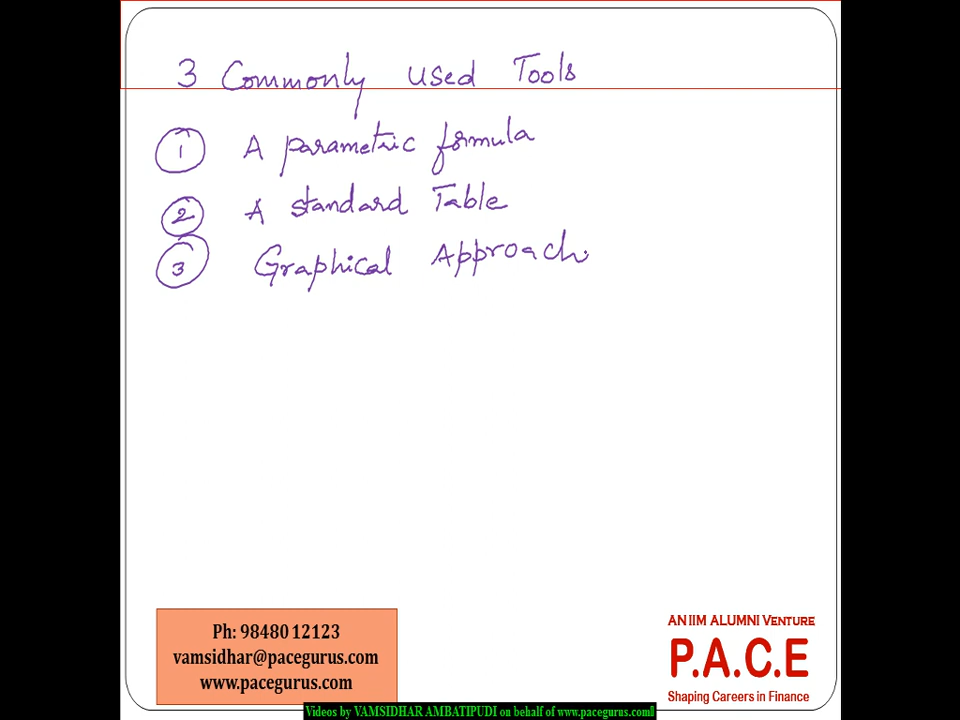 3 Commonly used Tools
1 A parametric formula
2 A standard Table
3 Graphical Approach.
Ph: 98480 12123
vamsidhar@pacegurus.com
www.pacegurus.com
AN IIM ALUMNI VENTURE
P.A.C.E
Shaping Careers in Finance
Videos by VAMSIDHAR AMBATIPUDI on behalf of www.pacegurus.com